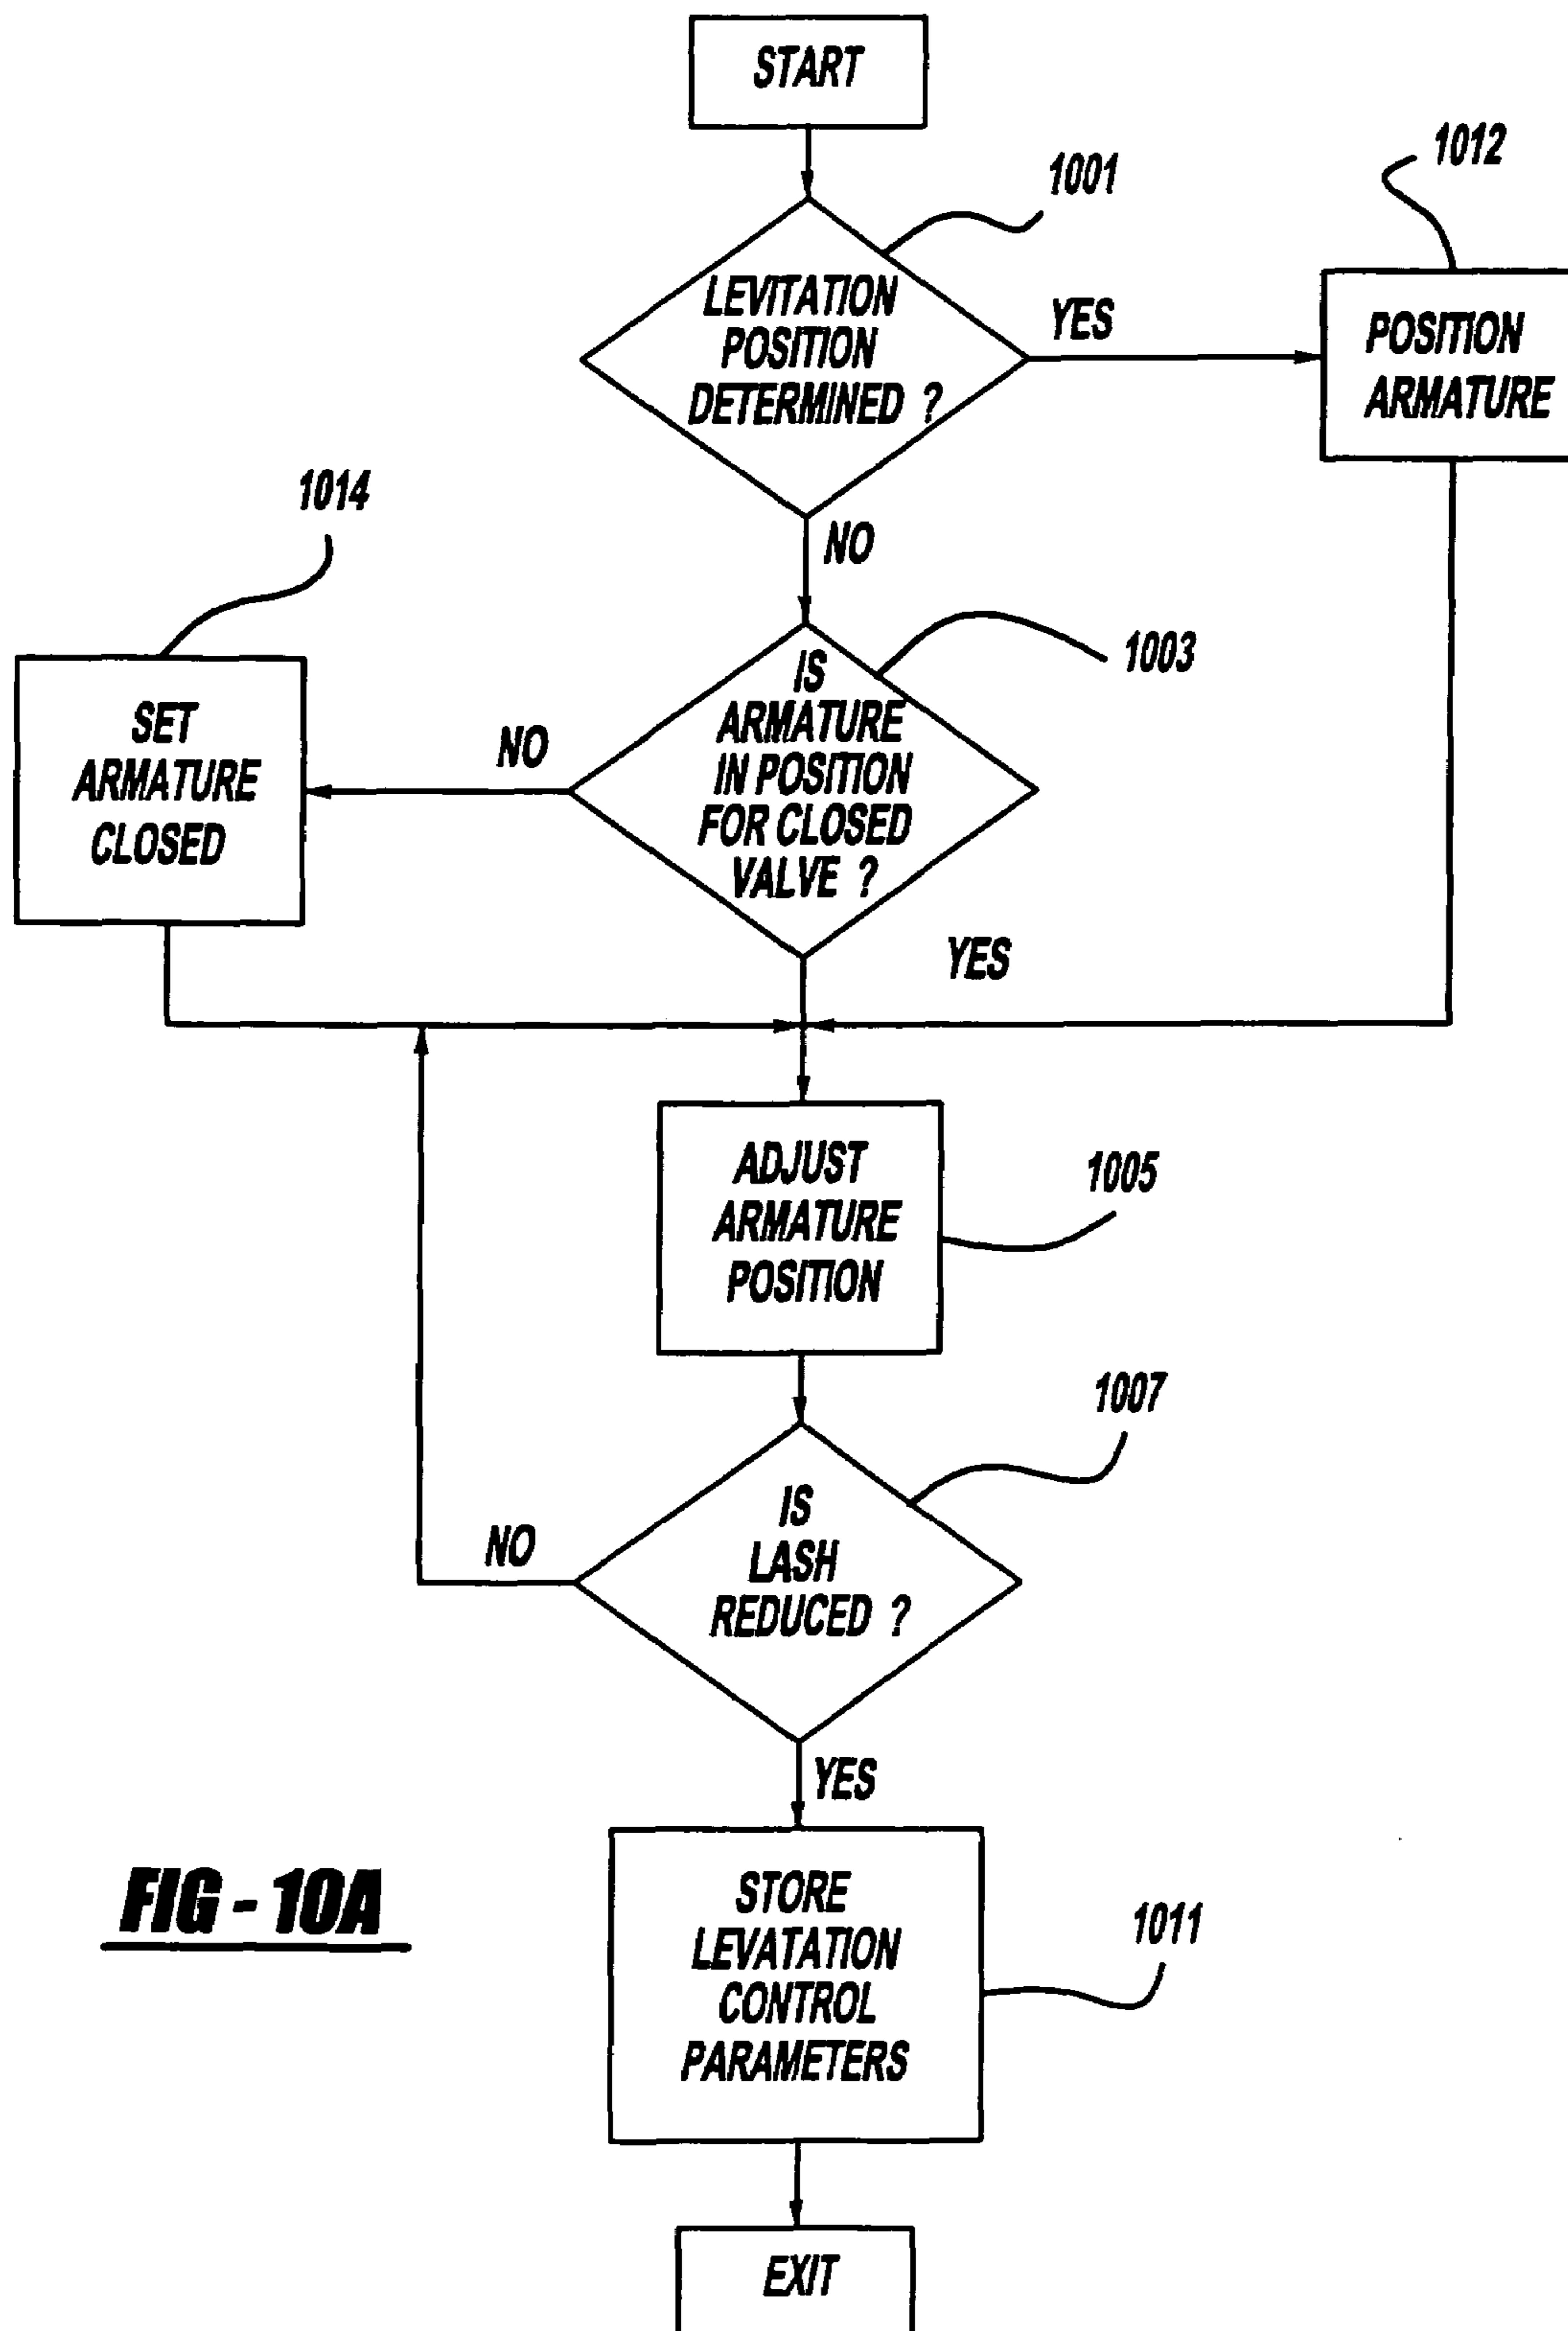 START
1001
1012
LEVITATION
POSITION
DETERMINED ?
YES
POSITION
ARMATURE
NO
1014
1003
IS
ARMATURE
IN POSITION
FOR CLOSED
VALVE ?
NO
SET
ARMATURE
CLOSED
YES
ADJUST
ARMATURE
POSITION
1005
1007
IS
LASH
REDUCED ?
NO
YES
STORE
LEVATATION
CONTROL
PARAMETERS
1011
FIG - 10A
EXIT